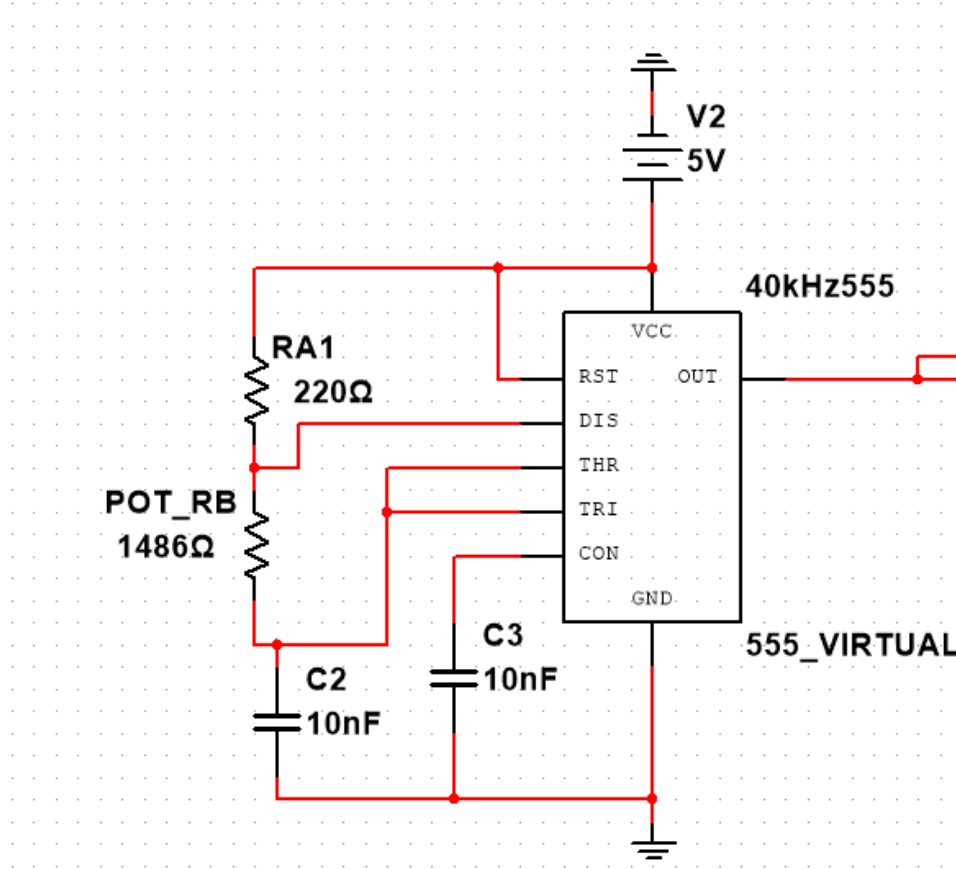 V2
5V
40kHz555
VCC
RA1
220Ω
RST
OUT
DIS
THR
POT_RB
TRI
1486Ω
CON
GND
C3
555_VIRTUAL
C2
10nF
10nF